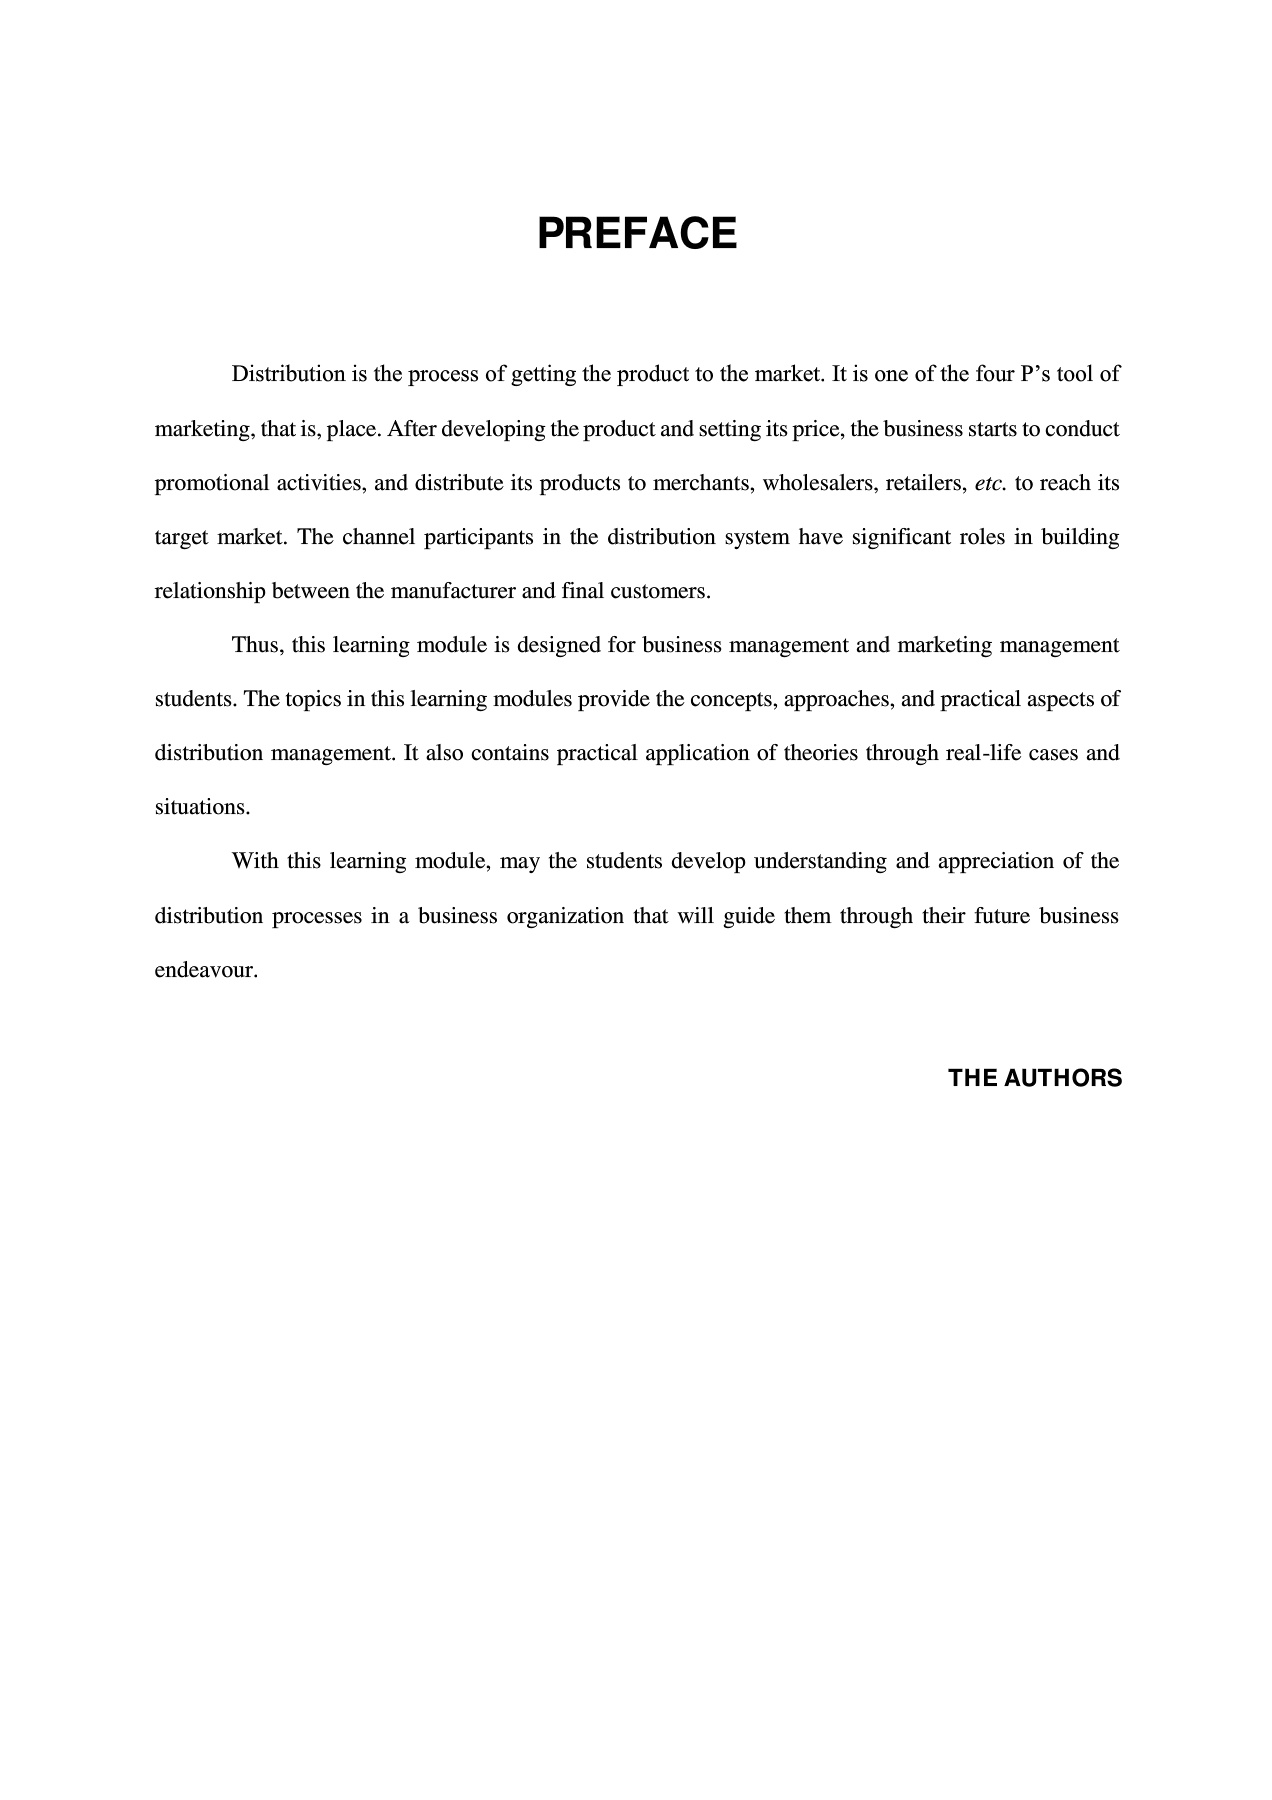 PREFACE
Distribution is the process of getting the product to the market. It is one of the four P’s tool of
marketing, that is, place. After developing the product and setting its price, the business starts to conduct
promotional activities, and distribute its products to merchants, wholesalers, retailers, etc. to reach its
target market. The channel participants in the distribution system have significant roles in building
relationship between the manufacturer and final customers.
Thus, this learning module is designed for business management and marketing management
students. The topics in this learning modules provide the concepts, approaches, and practical aspects of
distribution management. It also contains practical application of theories through real-life cases and
situations.
With this learning module, may the students develop understanding and appreciation of the
distribution processes in a business organization that will guide them through their future business
endeavour.
THE AUTHORS